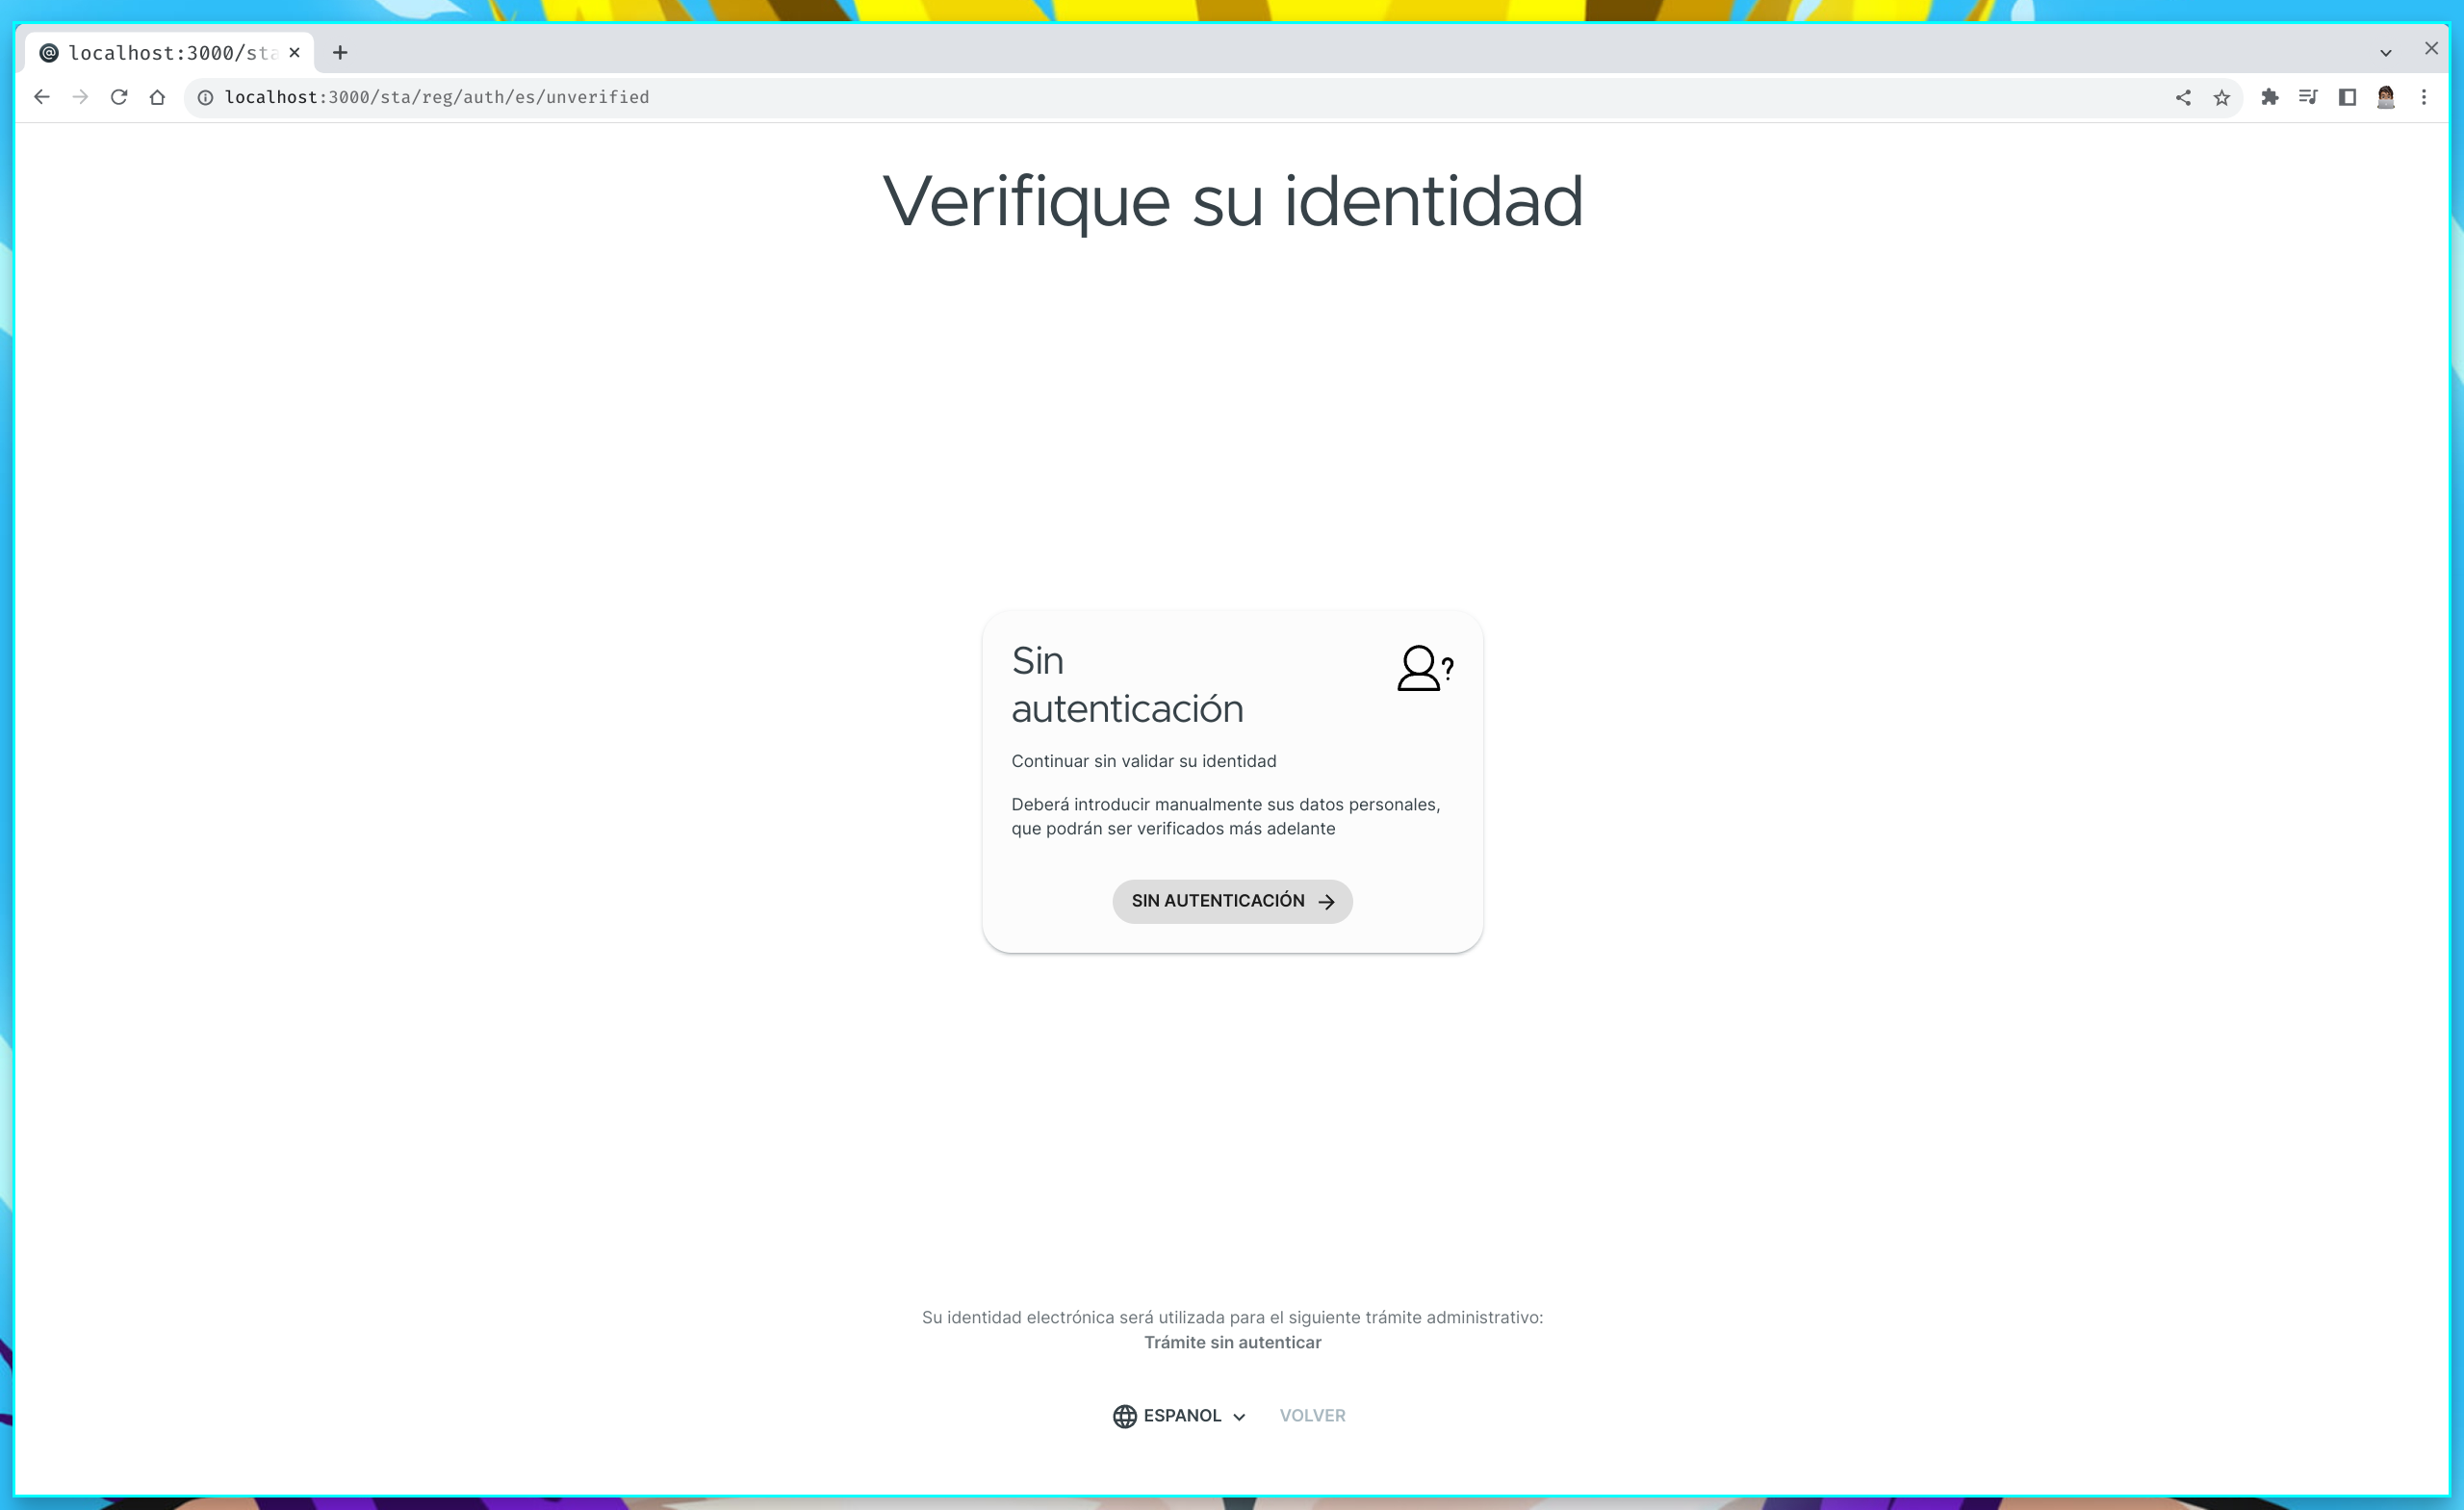 localhost:3000/sta
localhost:3000/sta/reg/auth/es/unverified
Verifique su identidad
Sin
autenticación
?
Continuar sin validar su identidad
Deberá introducir manualmente sus datos personales,
que podrán ser verificados más adelante
SIN AUTENTICACIÓN
Su identidad electrónica será utilizada para el siguiente trámite administrativo:
Trámite sin autenticar
ESPANOL
VOLVER